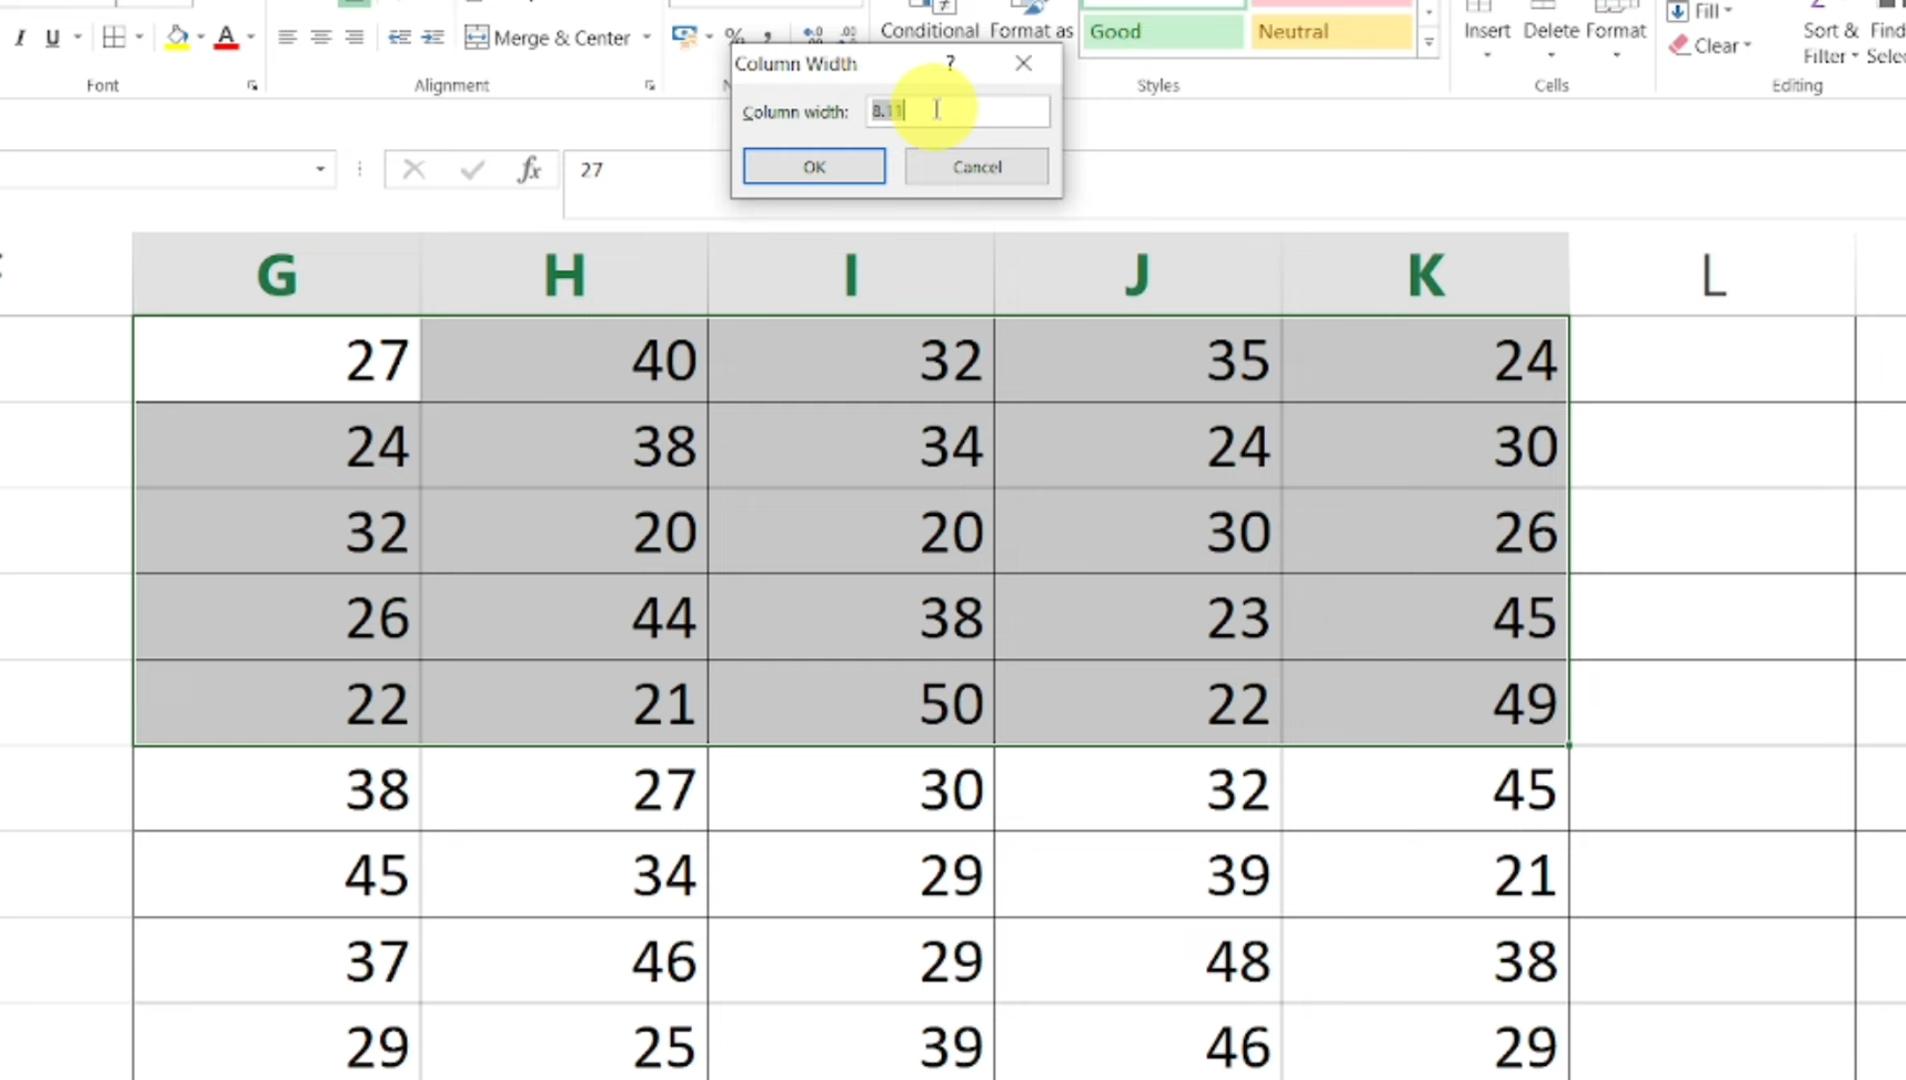 I U A Merge & Center % , Conditional Format as Good Neutral Insert Delete Format Fill Clear Sort & Find
Filter
Font Alignment Styles Cells Editing
Column Width ? ×
Column width: 8.11
OK Cancel
fx 27
G H I J K L
27 40 32 35 24
24 38 34 24 30
32 20 20 30 26
26 44 38 23 45
22 21 50 22 49
38 27 30 32 45
45 34 29 39 21
37 46 29 48 38
29 25 39 46 29